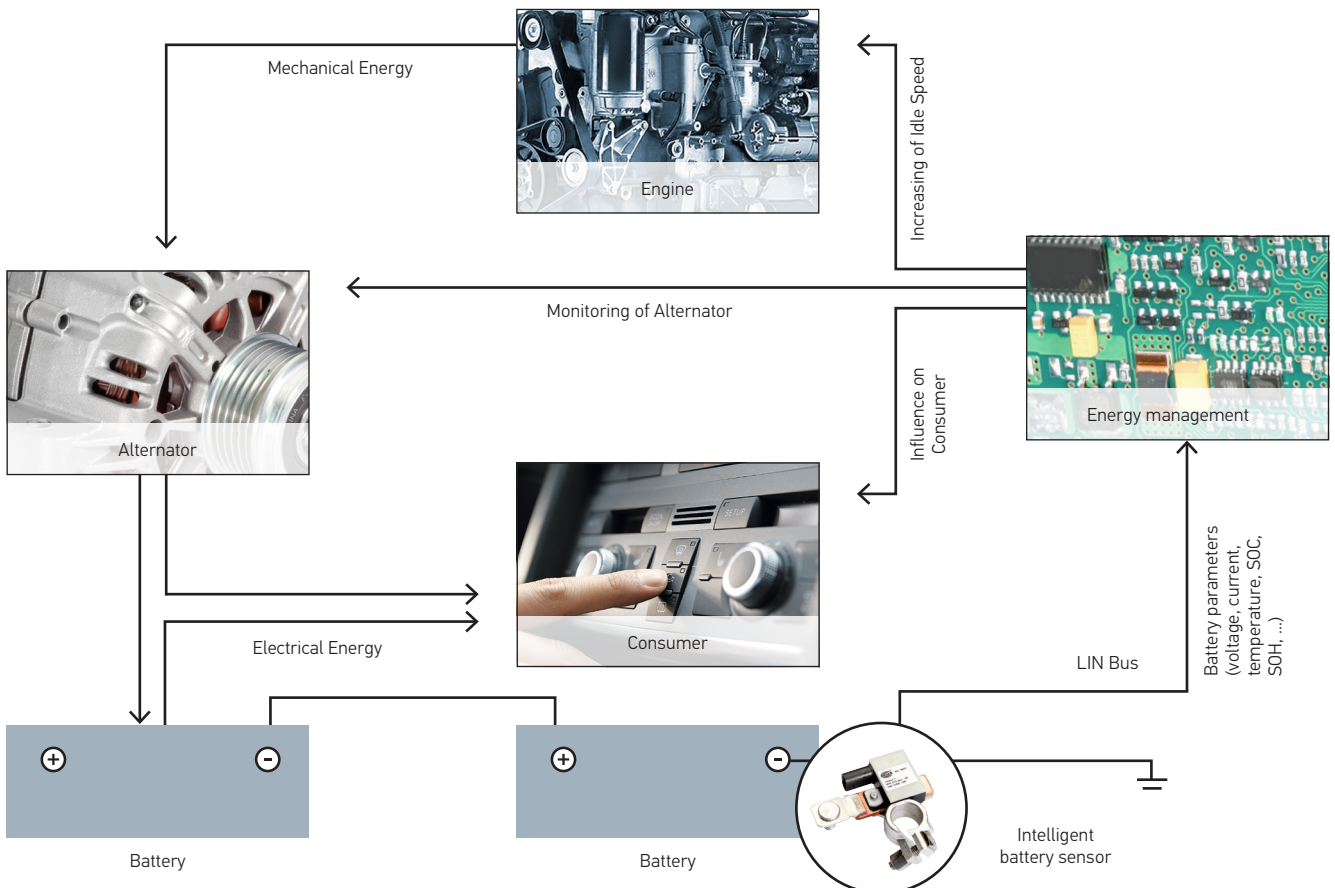 Mechanical Energy
Engine
Increasing of Idle Speed
Monitoring of Alternator
Alternator
Energy management
Influence on
Consumer
SETUP
Consumer
Electrical Energy
LIN Bus
Battery parameters
(voltage, current,
temperature, SOC,
SOH, ...)
+
-
+
-
Battery
Battery
Intelligent
battery sensor